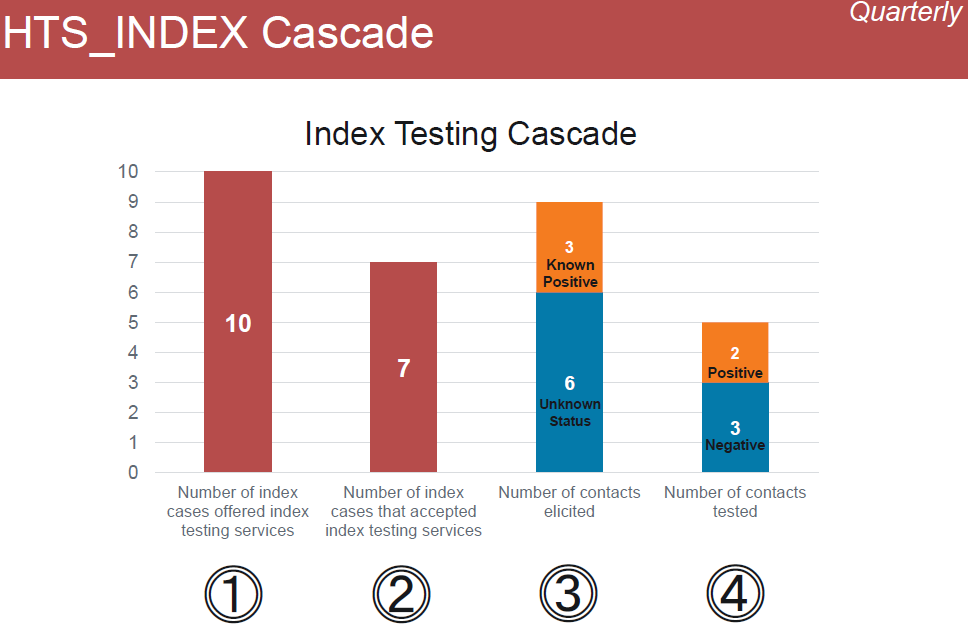 HTS_INDEX Cascade
Quarterly
Index Testing Cascade
10
9
8
7
6
5
4
3
2
1
0
10
7
3
Known
Positive
6
Unknown
Status
2
Positive
3
Negative
Number of index
cases offered index
testing services
Number of index
cases that accepted
index testing services
Number of contacts
elicited
Number of contacts
tested
①
②
③
④